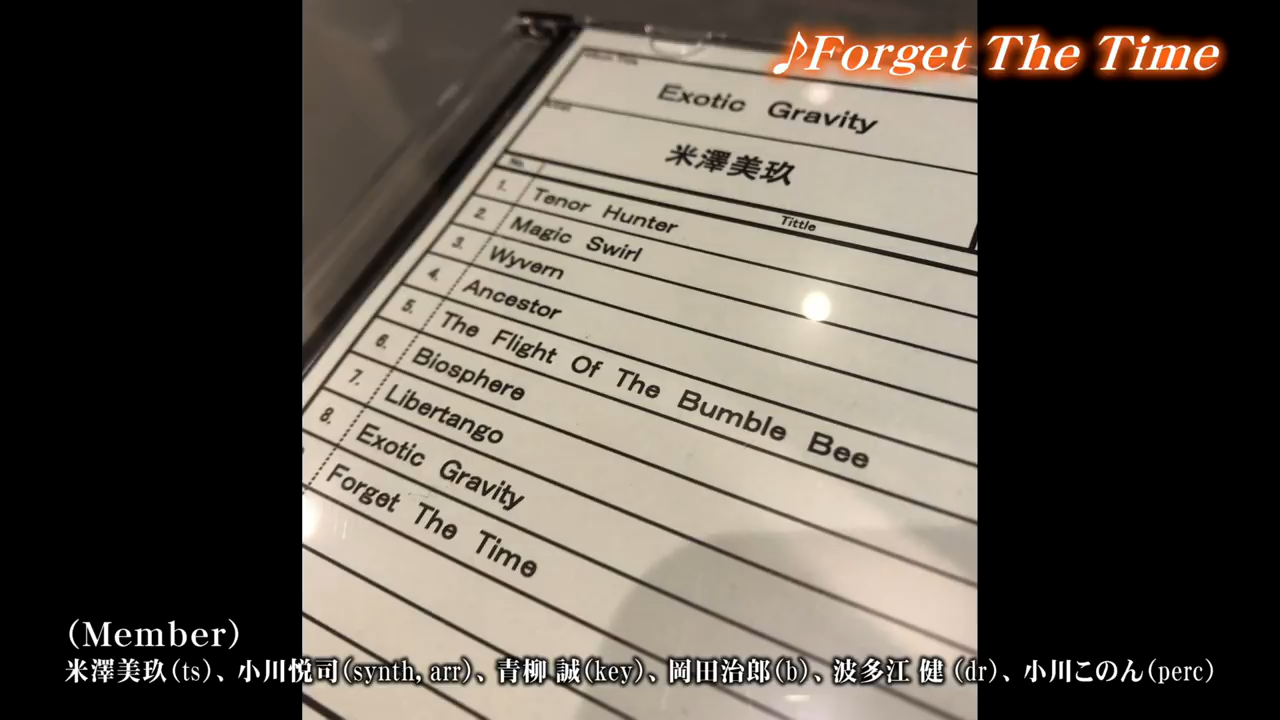 ♪Forget The Time
Album Title
Exotic Gravity
Artist
米澤美玖
No.
Tittle
1. Tenor Hunter
2. Magic Swirl
3. Wyvern
4. Ancestor
5. The Flight Of The Bumble Bee
6. Biosphere
7. Libertango
8. Exotic Gravity
Forget The Time
(Member)
米澤美玖(ts)、小川悦司(synth, arr)、青柳 誠(key)、岡田治郎(b)、波多江 健 (dr)、小川このん(perc)